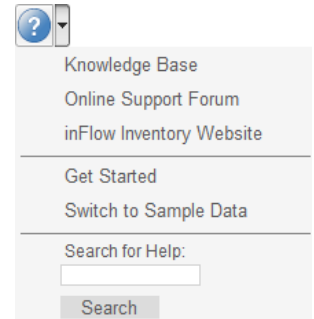 ?
Knowledge Base
Online Support Forum
inFlow Inventory Website
Get Started
Switch to Sample Data
Search for Help:
Search